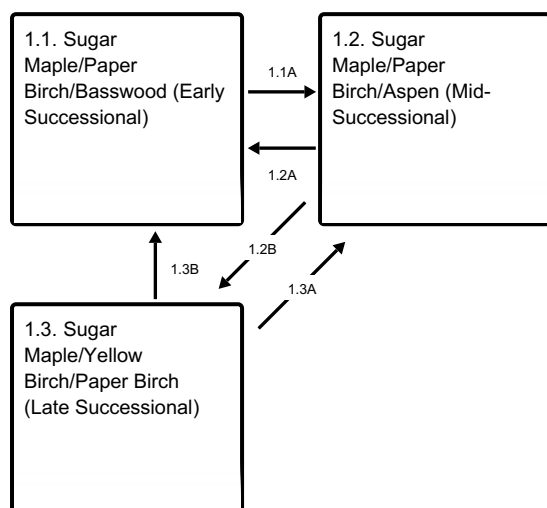 1.1. Sugar
Maple/Paper
Birch/Basswood (Early
Successional)
1.1A
1.2. Sugar
Maple/Paper
Birch/Aspen (Mid-
Successional)
1.2A
1.2B
1.3B
1.3A
1.3. Sugar
Maple/Yellow
Birch/Paper Birch
(Late Successional)